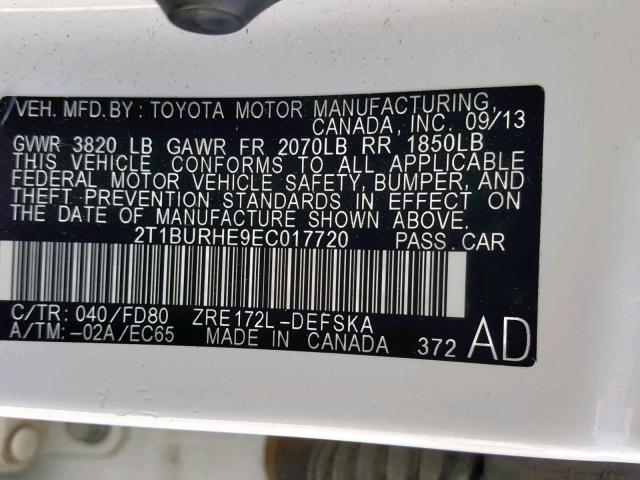 VEH. MFD.BY: TOYOTA MOTOR MANUFACTURING,
CANADA, INC. 09/13
GVWR 3820 LB GAWR FR 2070LB RR 1850LB
THIS VEHICLE CONFORMS TO ALL APPLICABLE
FEDERAL MOTOR VEHICLE SAFETY, BUMPER, AND
THEFT PREVENTION STANDARDS IN EFFECT ON THE
DATE OF MANUFACTURE SHOWN ABOVE.
2T1BURHE9EC017720 PASS.CAR
C/TR: 040/FD80 ZRE172L-DEFSKA
A/TM:-02A/EC65 MADE IN CANADA 372 AD